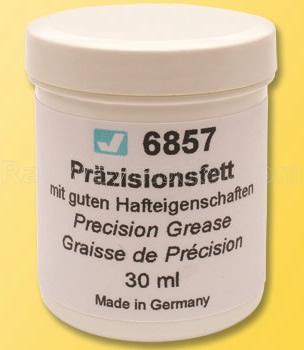 6857
Präzisionsfett
mit guten Hafteigenschaften
Precision Grease
Graisse de Précision
30 ml
Made in Germany